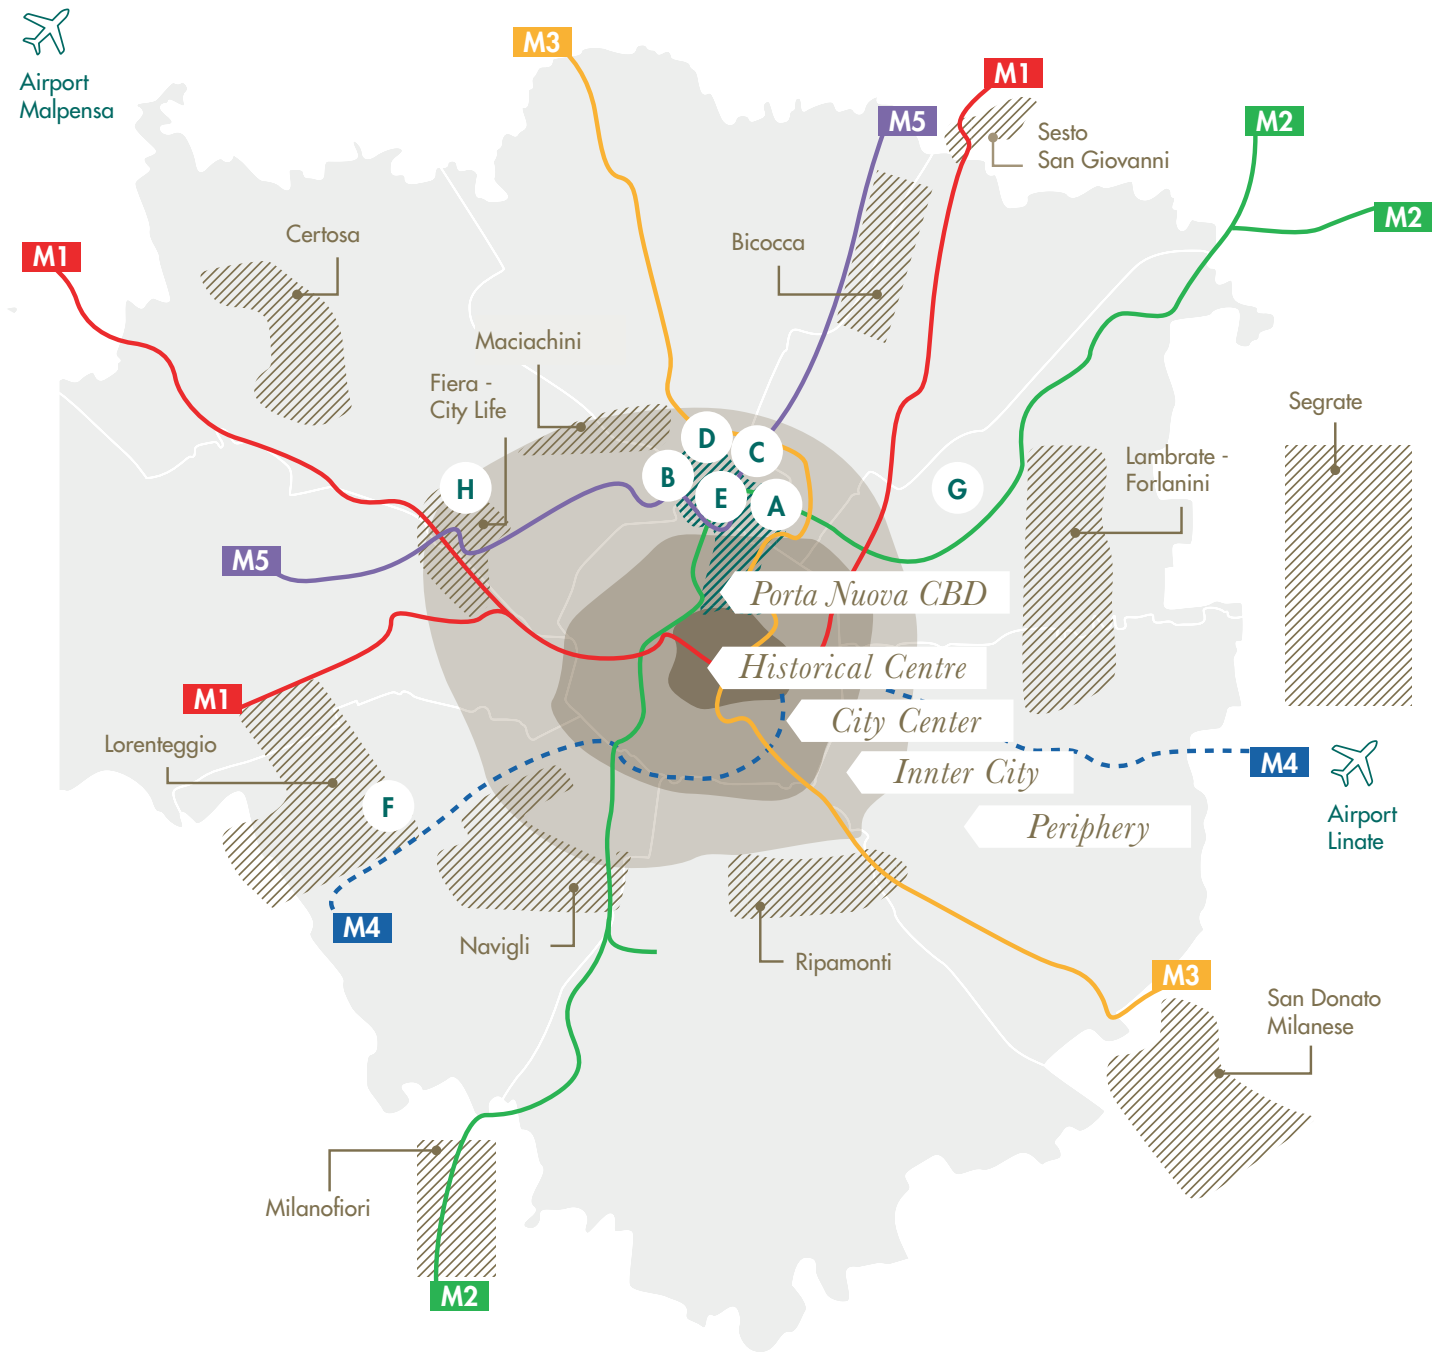 M3
Airport
Malpensa
M1
M5
M2
Sesto
San Giovanni
M2
Certosa
Bicocca
M1
Maciachini
Fiera -
City Life
Segrate
D
C
Lambrate -
Forlanini
B
H
E
A
G
M5
Porta Nuova CBD
Historical Centre
M1
City Center
Lorenteggio
M4
Innter City
F
Airport
Linate
Periphery
M4
Navigli
Ripamonti
M3
San Donato
Milanese
Milanofiori
M2